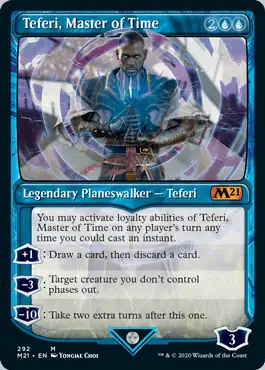 Teferi, Master of Time 2
Legendary Planeswalker — Teferi M21
You may activate loyalty abilities of Teferi,
Master of Time on any player's turn any
time you could cast an instant.
+1: Draw a card, then discard a card.
−3: Target creature you don't control
phases out.
−10: Take two extra turns after this one.
3
292 M
M21 • EN Yongjae Choi ™ & © 2020 Wizards of the Coast